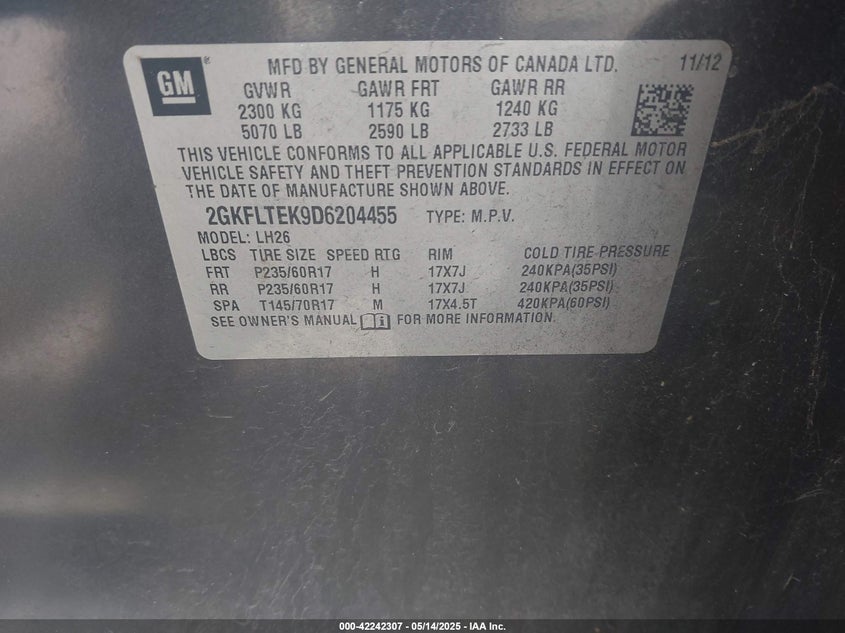 GM
MFD BY GENERAL MOTORS OF CANADA LTD. 11/12
GVWR GAWR FRT GAWR RR
2300 KG 1175 KG 1240 KG
5070 LB 2590 LB 2733 LB
THIS VEHICLE CONFORMS TO ALL APPLICABLE U.S. FEDERAL MOTOR
VEHICLE SAFETY AND THEFT PREVENTION STANDARDS IN EFFECT ON
THE DATE OF MANUFACTURE SHOWN ABOVE.
2GKFLTEK9D6204455 TYPE: M.P.V.
MODEL: LH26
LBCS TIRE SIZE SPEED RTG RIM COLD TIRE PRESSURE
FRT P235/60R17 H 17X7J 240KPA(35PSI)
RR P235/60R17 H 17X7J 240KPA(35PSI)
SPA T145/70R17 M 17X4.5T 420KPA(60PSI)
SEE OWNER'S MANUAL FOR MORE INFORMATION.
000-42242307 - 05/14/2025 - IAA Inc.